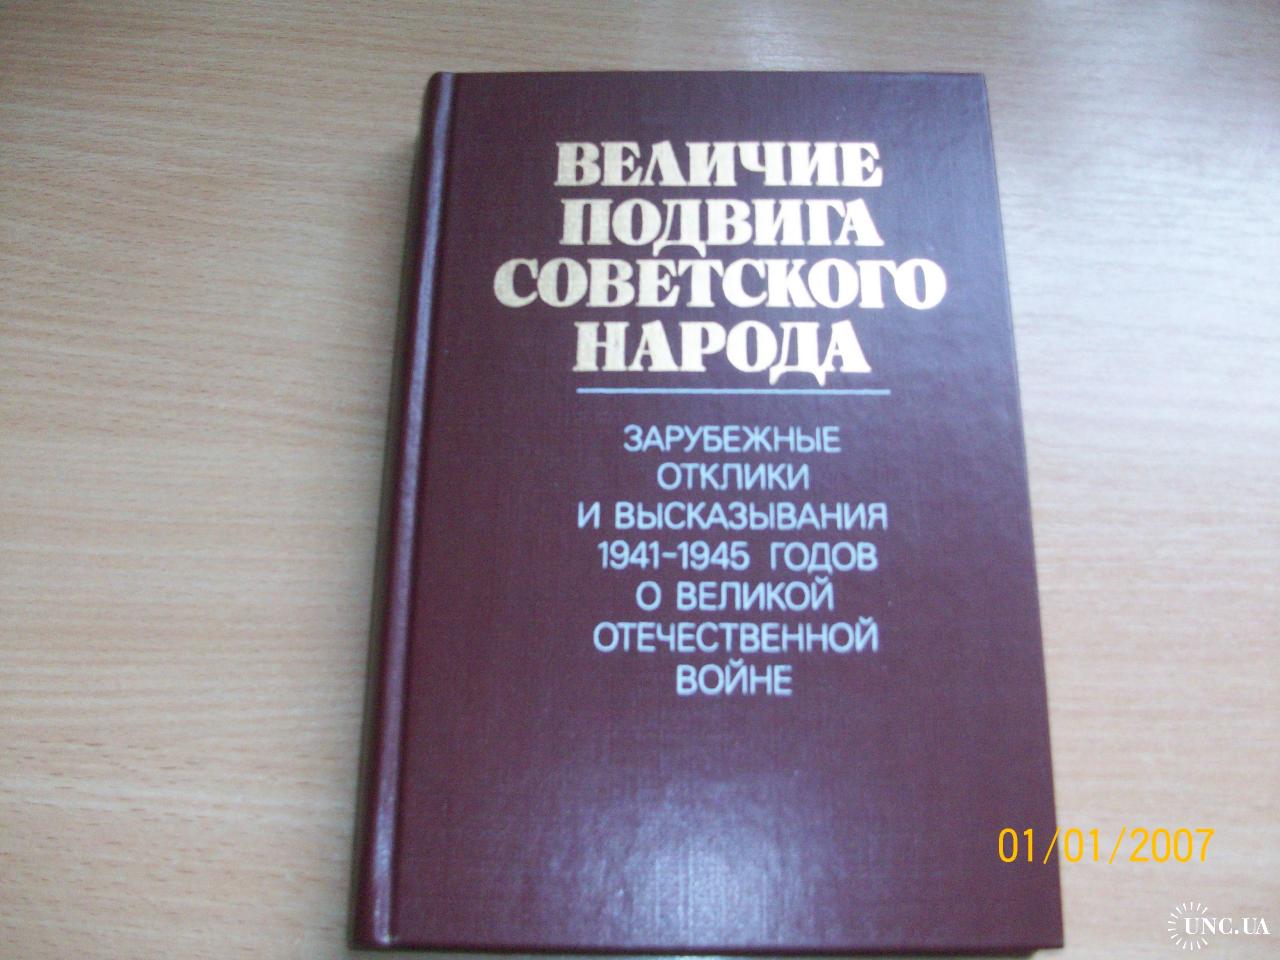 ВЕЛИЧИЕ
ПОДВИГА
СОВЕТСКОГО
НАРОДА
ЗАРУБЕЖНЫЕ
ОТКЛИКИ
И ВЫСКАЗЫВАНИЯ
1941-1945 ГОДОВ
О ВЕЛИКОЙ
ОТЕЧЕСТВЕННОЙ
ВОЙНЕ
01/01/2007
UNC.UA